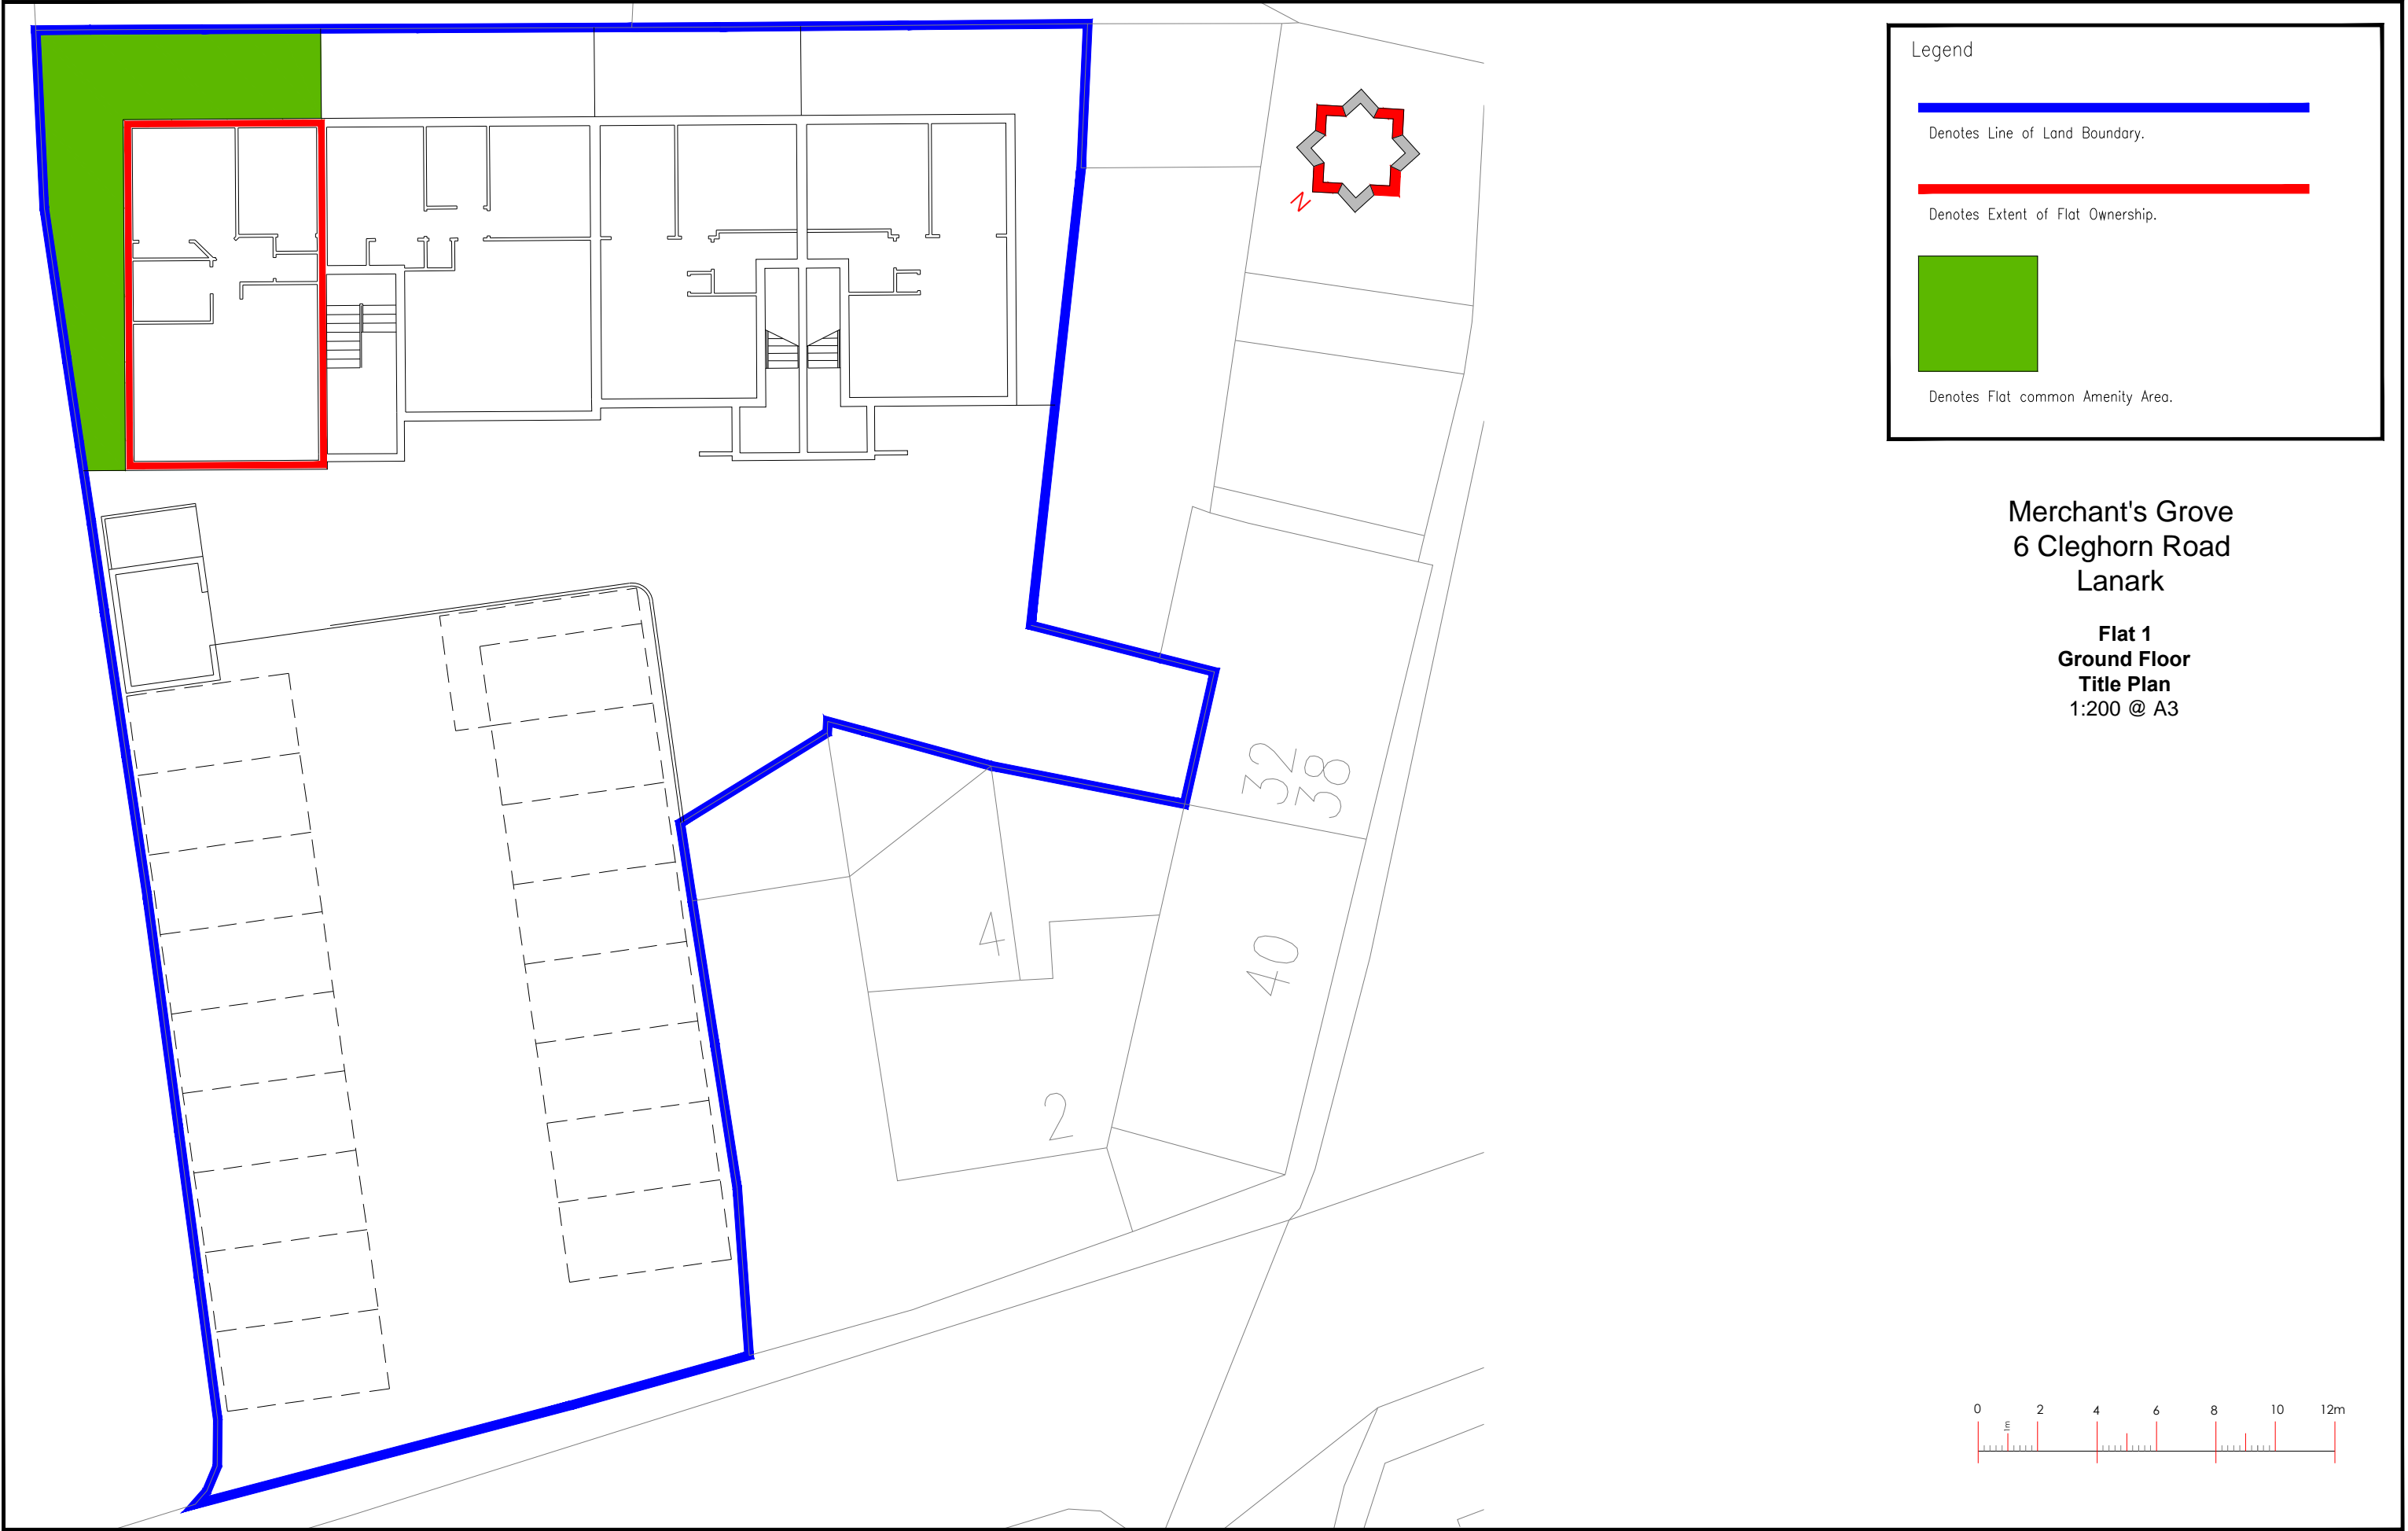 Legend
Denotes Line of Land Boundary.
Denotes Extent of Flat Ownership.
Denotes Flat common Amenity Area.
N
Merchant's Grove
6 Cleghorn Road
Lanark
Flat 1
Ground Floor
Title Plan
1:200 @ A3
32
38
4
40
2
0 2 4 6 8 10 12m
1m